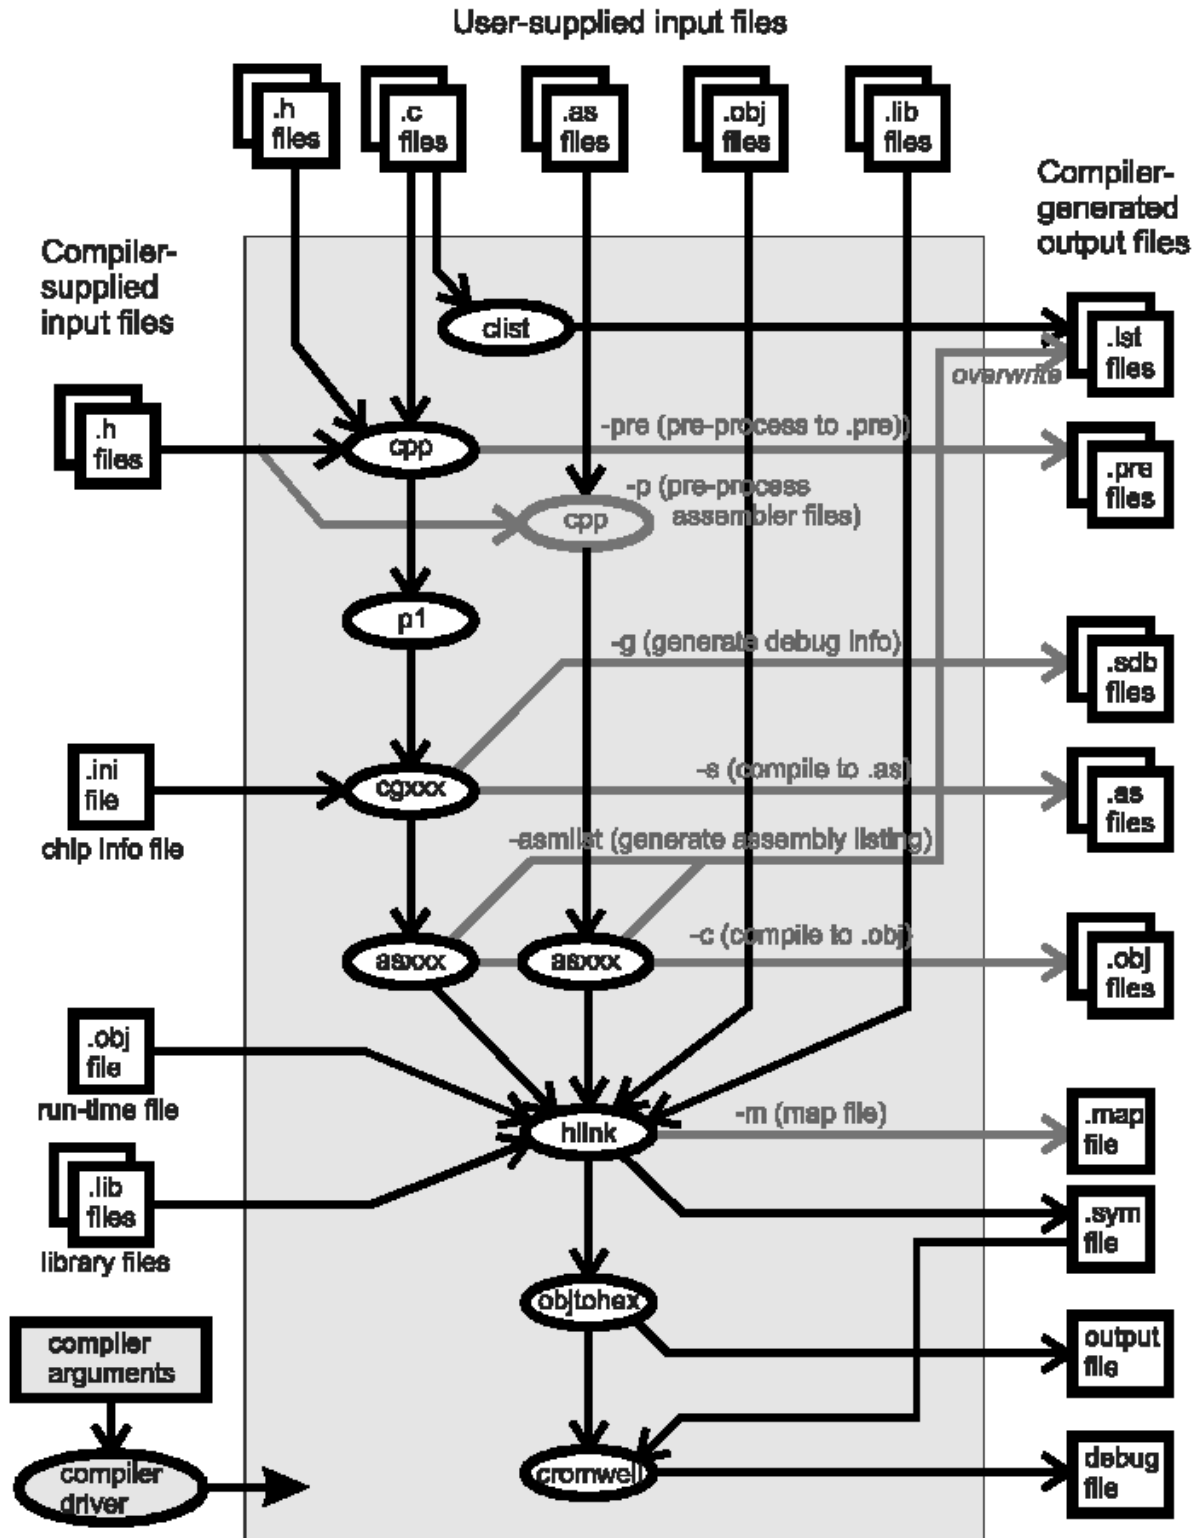 User-supplied input files
.h
files
.c
files
.as
files
.obj
files
.lib
files
Compiler-
generated
output files
Compiler-
supplied
input files
clist
.lst
files
overwrite
.h
files
cpp
-pre (pre-process to .pre))
.pre
files
-p (pre-process
assembler files)
cpp
p1
-g (generate debug info)
.sdb
files
.ini
file
chip info file
cgxxx
-s (compile to .as)
.as
files
-asmlist (generate assembly listing)
asxxx
asxxx
-c (compile to .obj)
.obj
files
.obj
file
run-time file
hlink
-m (map file)
.map
file
.lib
files
library files
.sym
file
objtohex
output
file
compiler
arguments
compiler
driver
cromwell
debug
file